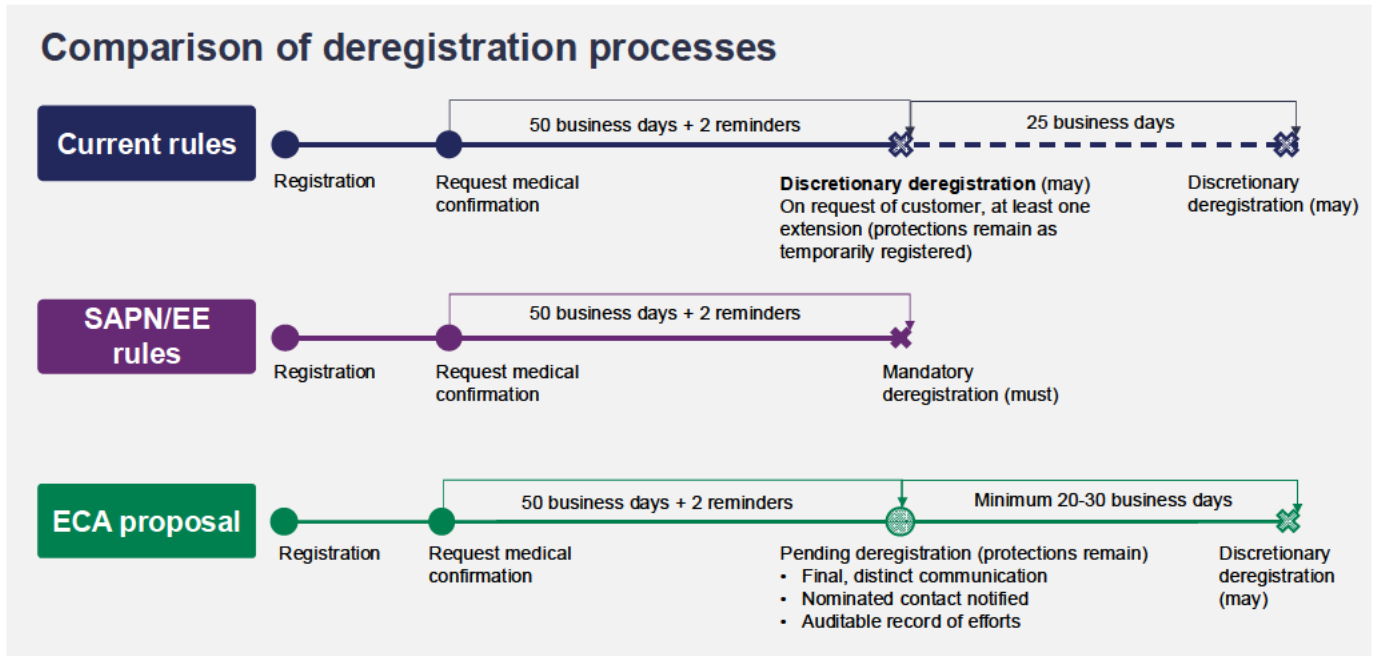 Comparison of deregistration processes
Current rules
50 business days + 2 reminders
25 business days
Registration
Request medical
confirmation
Discretionary deregistration (may)
On request of customer, at least one
extension (protections remain as
temporarily registered)
Discretionary
deregistration (may)
SAPN/EE
rules
50 business days + 2 reminders
Registration
Request medical
confirmation
Mandatory
deregistration (must)
ECA proposal
50 business days + 2 reminders
Minimum 20-30 business days
Registration
Request medical
confirmation
Pending deregistration (protections remain)
• Final, distinct communication
• Nominated contact notified
• Auditable record of efforts
Discretionary
deregistration
(may)